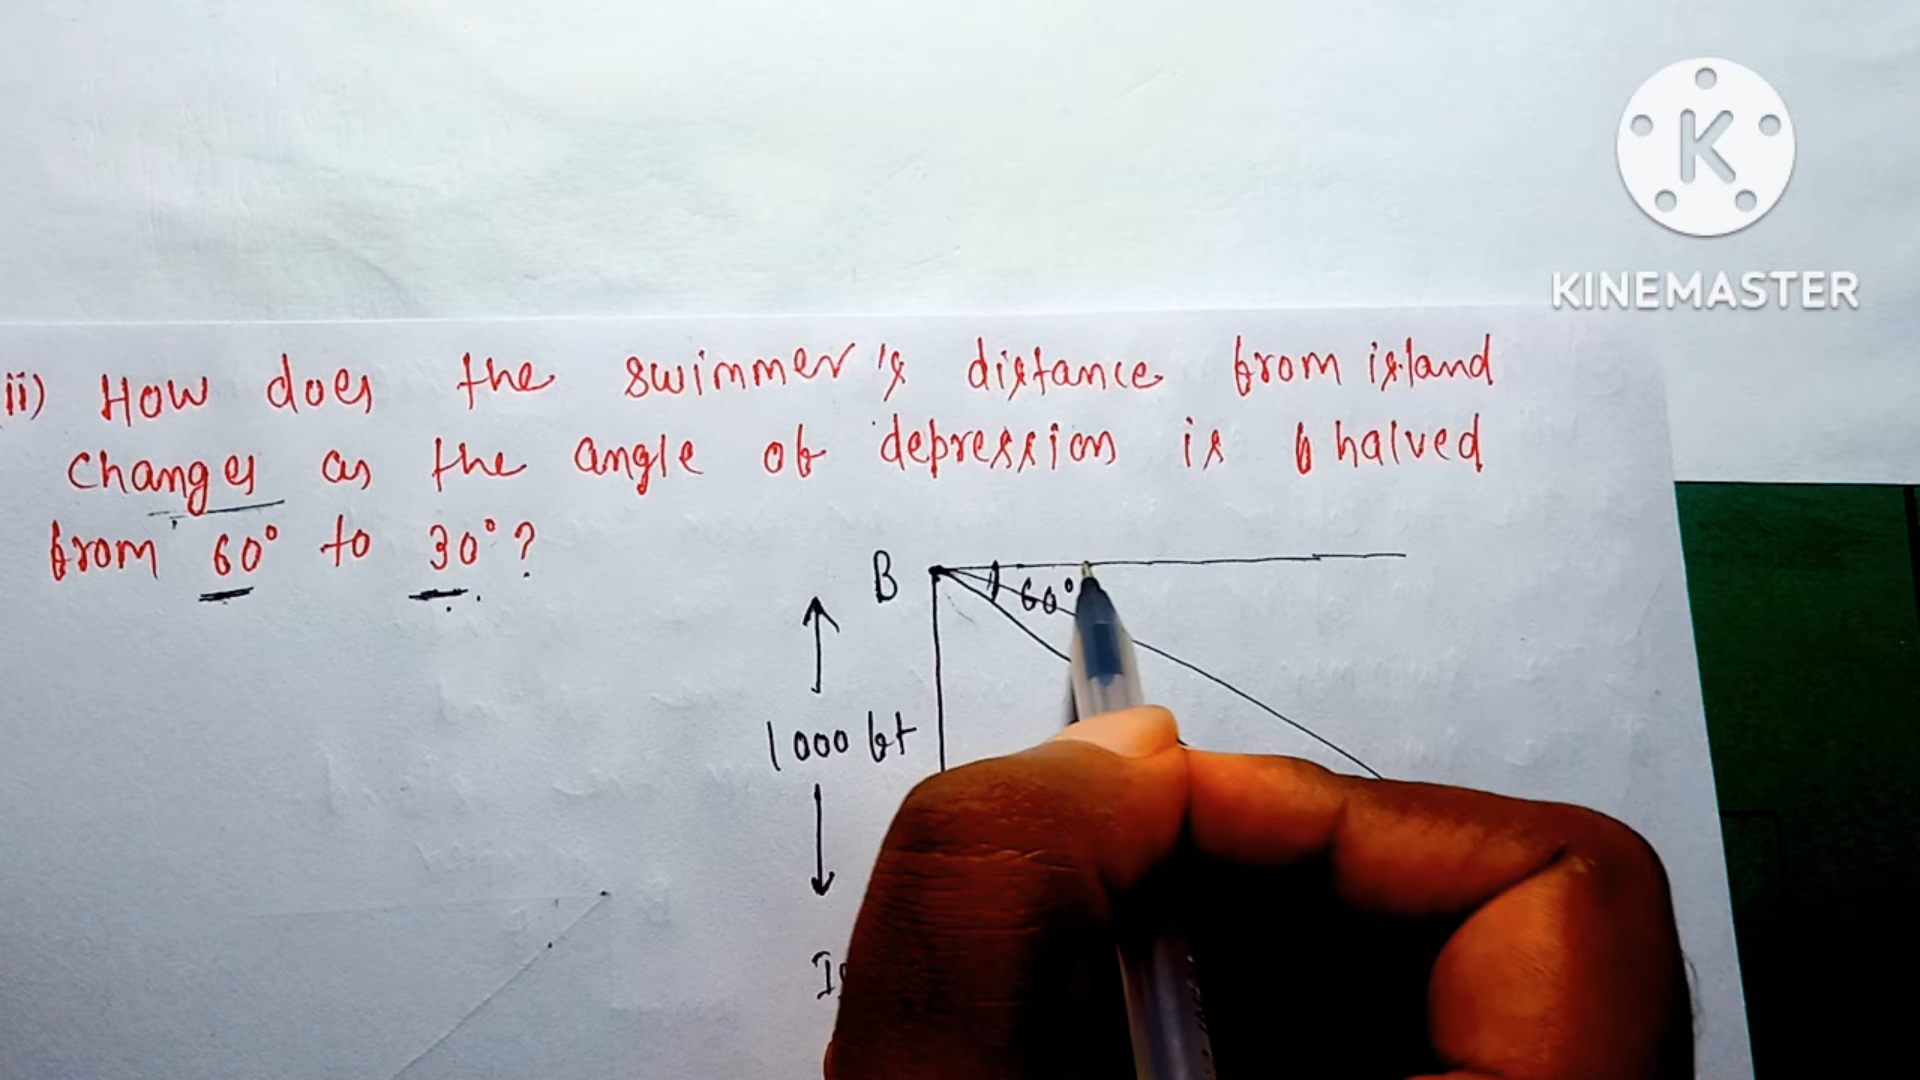 KINEMASTER
ii) How does the swimmer's distance from island
changes as the angle of depression is halved
from 60° to 30°?
B
60°
1000 ft